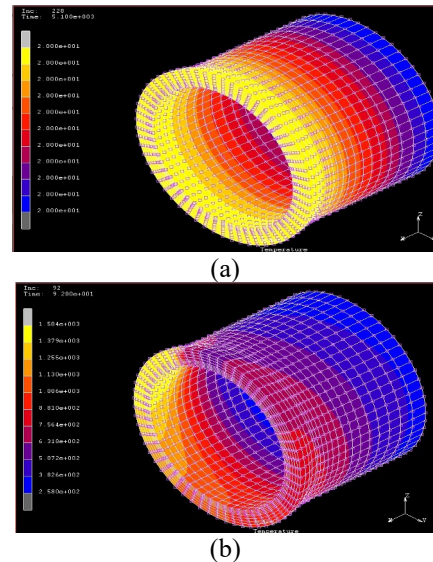 Inc: 228
Time: 5.100e+003
2.000e+001
2.000e+001
2.000e+001
2.000e+001
2.000e+001
2.000e+001
2.000e+001
2.000e+001
2.000e+001
2.000e+001
2.000e+001
Z
X
Temperature
(a)
Inc: 92
Time: 9.200e+001
1.504e+003
1.379e+003
1.255e+003
1.130e+003
1.006e+003
8.810e+002
7.564e+002
6.319e+002
5.072e+002
3.826e+002
2.580e+002
Z
X
Y
Temperature
(b)